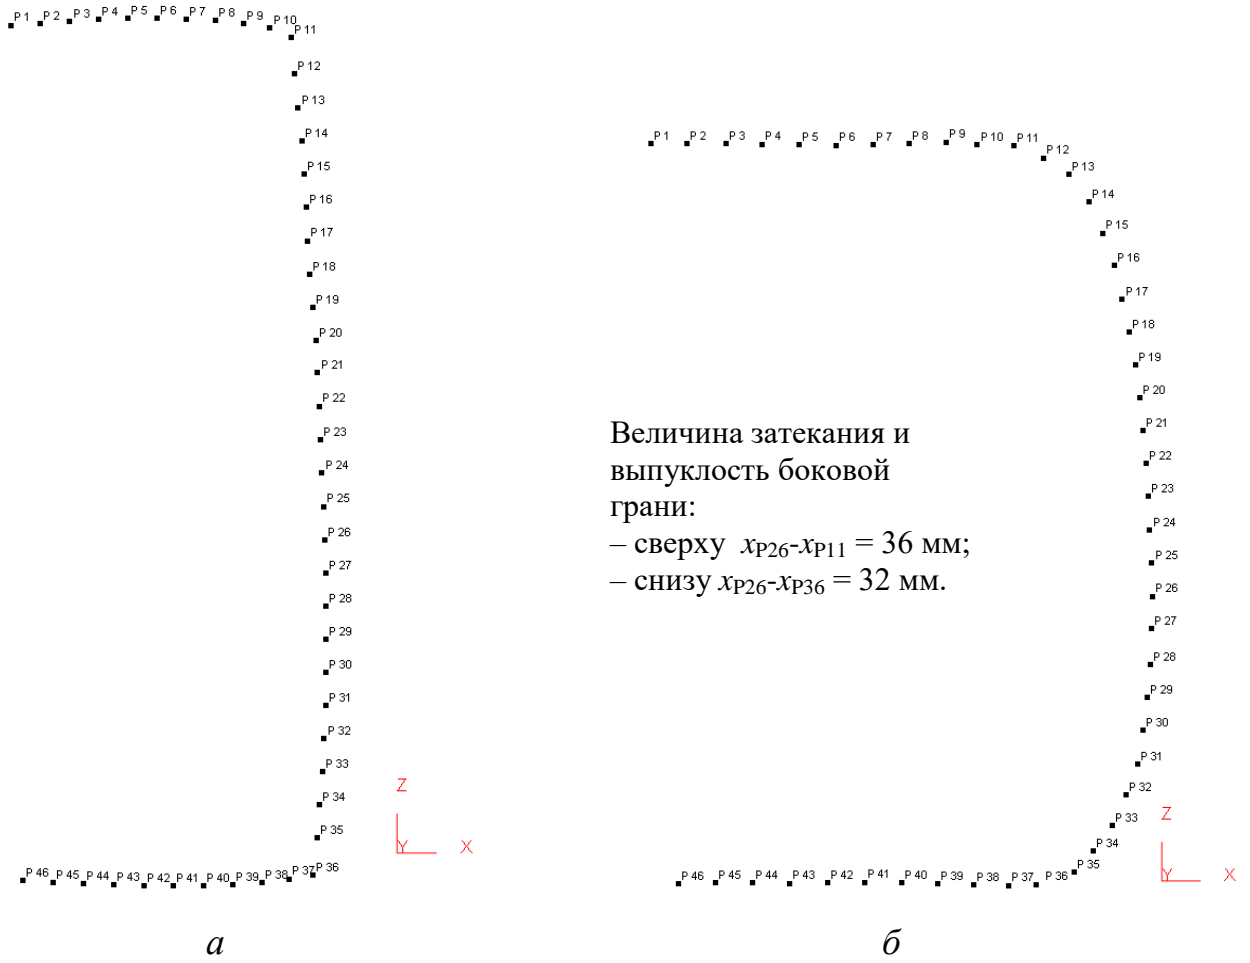 P 1
P 2
P 3
P 4
P 5
P 6
P 7
P 8
P 9
P 10
P 11
P 12
P 13
P 14
P 15
P 16
P 17
P 18
P 19
P 20
P 21
P 22
P 23
P 24
P 25
P 26
P 27
P 28
P 29
P 30
P 31
P 32
P 33
P 34
P 35
P 36
P 37
P 38
P 39
P 40
P 41
P 42
P 43
P 44
P 45
P 46
Z
Y
X
а
P 1
P 2
P 3
P 4
P 5
P 6
P 7
P 8
P 9
P 10
P 11
P 12
P 13
P 14
P 15
P 16
P 17
P 18
P 19
P 20
P 21
P 22
P 23
P 24
P 25
P 26
P 27
P 28
P 29
P 30
P 31
P 32
P 33
P 34
P 35
P 36
P 37
P 38
P 39
P 40
P 41
P 42
P 43
P 44
P 45
P 46
Величина затекания и
выпуклость боковой
грани:
– сверху xP26-xP11 = 36 мм;
– снизу xP26-xP36 = 32 мм.
Z
Y
X
б